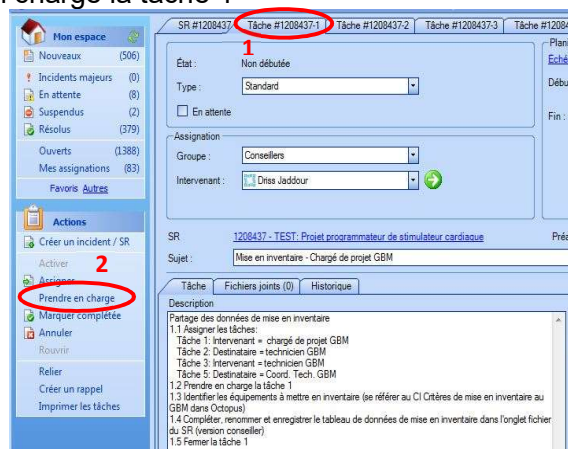 charge la tâche 1
Mon espace
Nouveaux (506)
Incidents majeurs (0)
En attente (8)
Suspendus (2)
Résolus (379)
Ouverts (1388)
Mes assignations (83)
Favoris Autres
Actions
Créer un incident / SR
Activer
2
Assigner
Prendre en charge
Marquer complétée
Annuler
Rouvrir
Relier
Créer un rappel
Imprimer les tâches
SR #1208437 Tâche #1208437-1 Tâche #1208437-2 Tâche #1208437-3 Tâche #12084
1
État : Non débutée
Type : Standard
En attente
Assignation
Groupe : Conseillers
Intervenant : Driss Jaddour
Plani
Éché
Débu
Fin :
SR 1208437 - TEST: Projet programmateur de stimulateur cardiaque Préa
Sujet : Mise en inventaire - Chargé de projet GBM
Tâche Fichiers joints (0) Historique
Description
Partage des données de mise en inventaire
1.1 Assigner les tâches:
Tâche 1: Intervenant = chargé de projet GBM
Tâche 2: Destinataire = technicien GBM
Tâche 3: Intervenant = technicien GBM
Tâche 5: Destinataire = Coord. Tech. GBM
1.2 Prendre en charge la tâche 1
1.3 Identifier les équipements à mettre en inventaire (se référer au CI Critères de mise en inventaire au
GBM dans Octopus)
1.4 Compléter, renommer et enregistrer le tableau de données de mise en inventaire dans l'onglet fichier
du SR (version conseiller)
1.5 Fermer la tâche 1